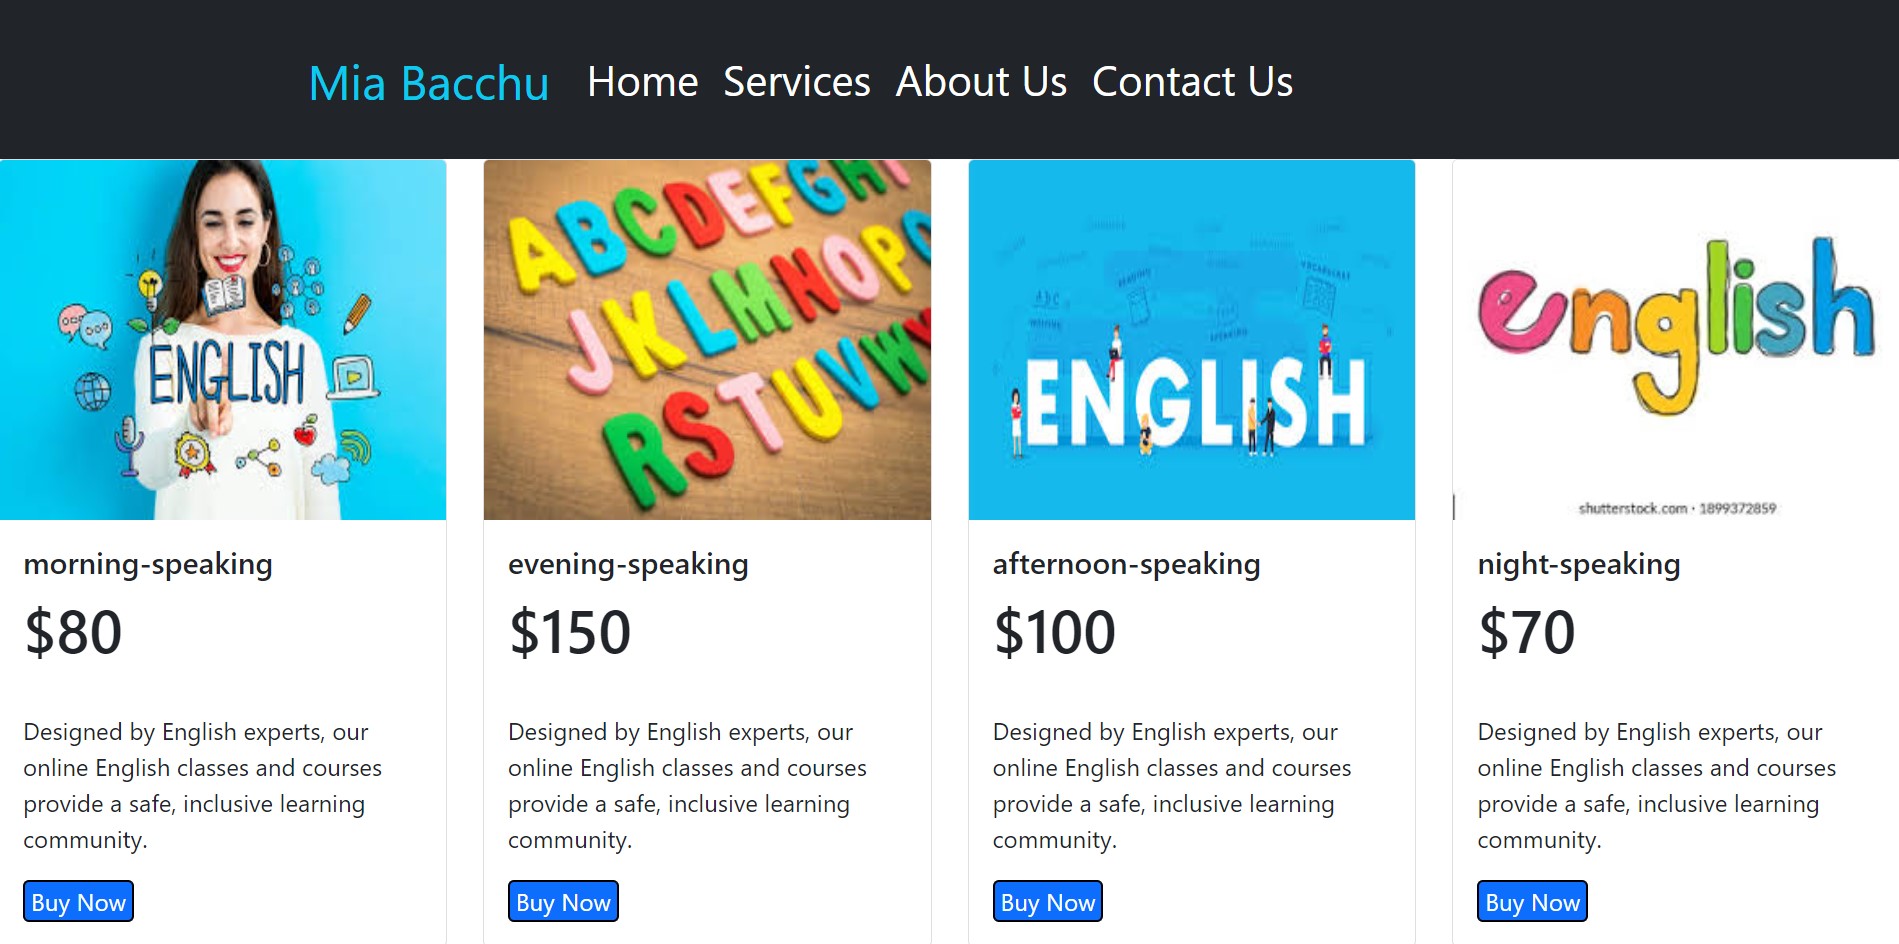 Mia Bacchu Home Services About Us Contact Us
ENGLISH
ABCDEFGH
JKLMNOP
RSTUVW
ABC
VOCABULARY
ENGLISH
english
shutterstock.com · 1899372859
morning-speaking
$80
Designed by English experts, our
online English classes and courses
provide a safe, inclusive learning
community.
Buy Now
evening-speaking
$150
Designed by English experts, our
online English classes and courses
provide a safe, inclusive learning
community.
Buy Now
afternoon-speaking
$100
Designed by English experts, our
online English classes and courses
provide a safe, inclusive learning
community.
Buy Now
night-speaking
$70
Designed by English experts, our
online English classes and courses
provide a safe, inclusive learning
community.
Buy Now